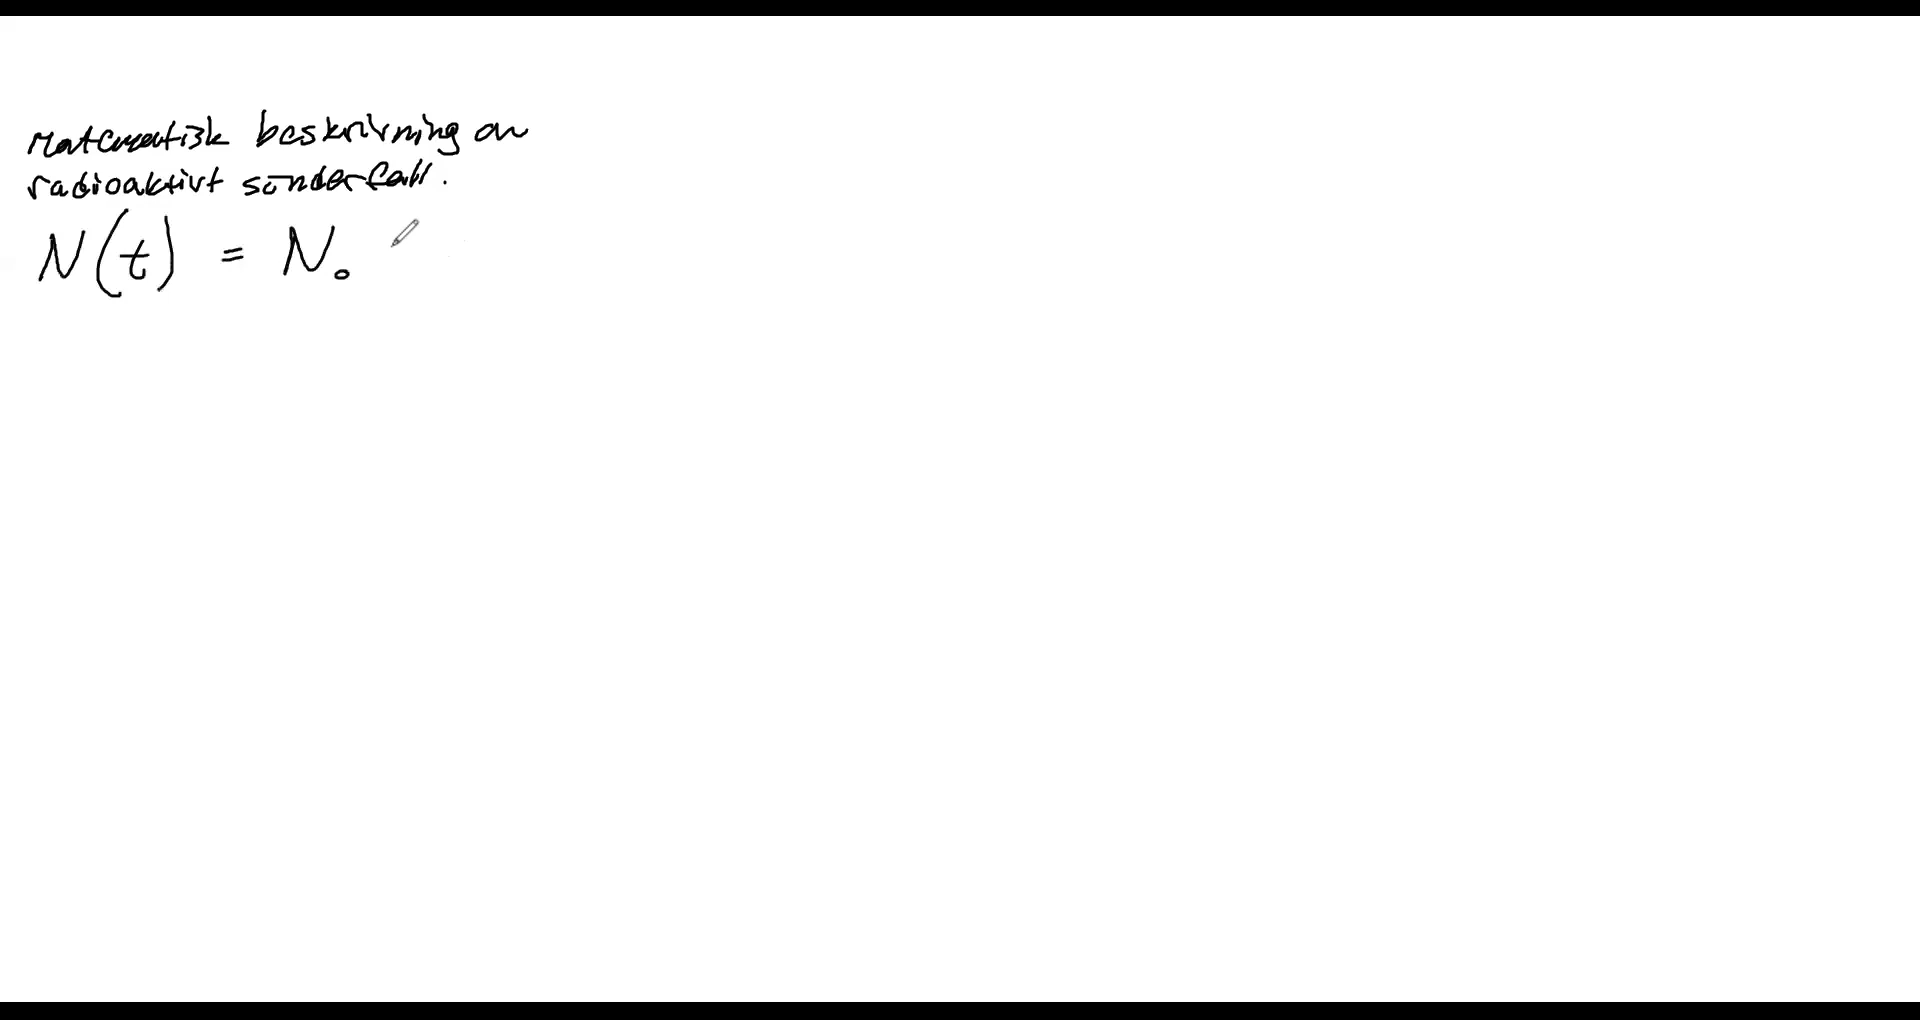 Matematisk beskrivning av
radioaktivt sönderfall.
N(t) = N₀